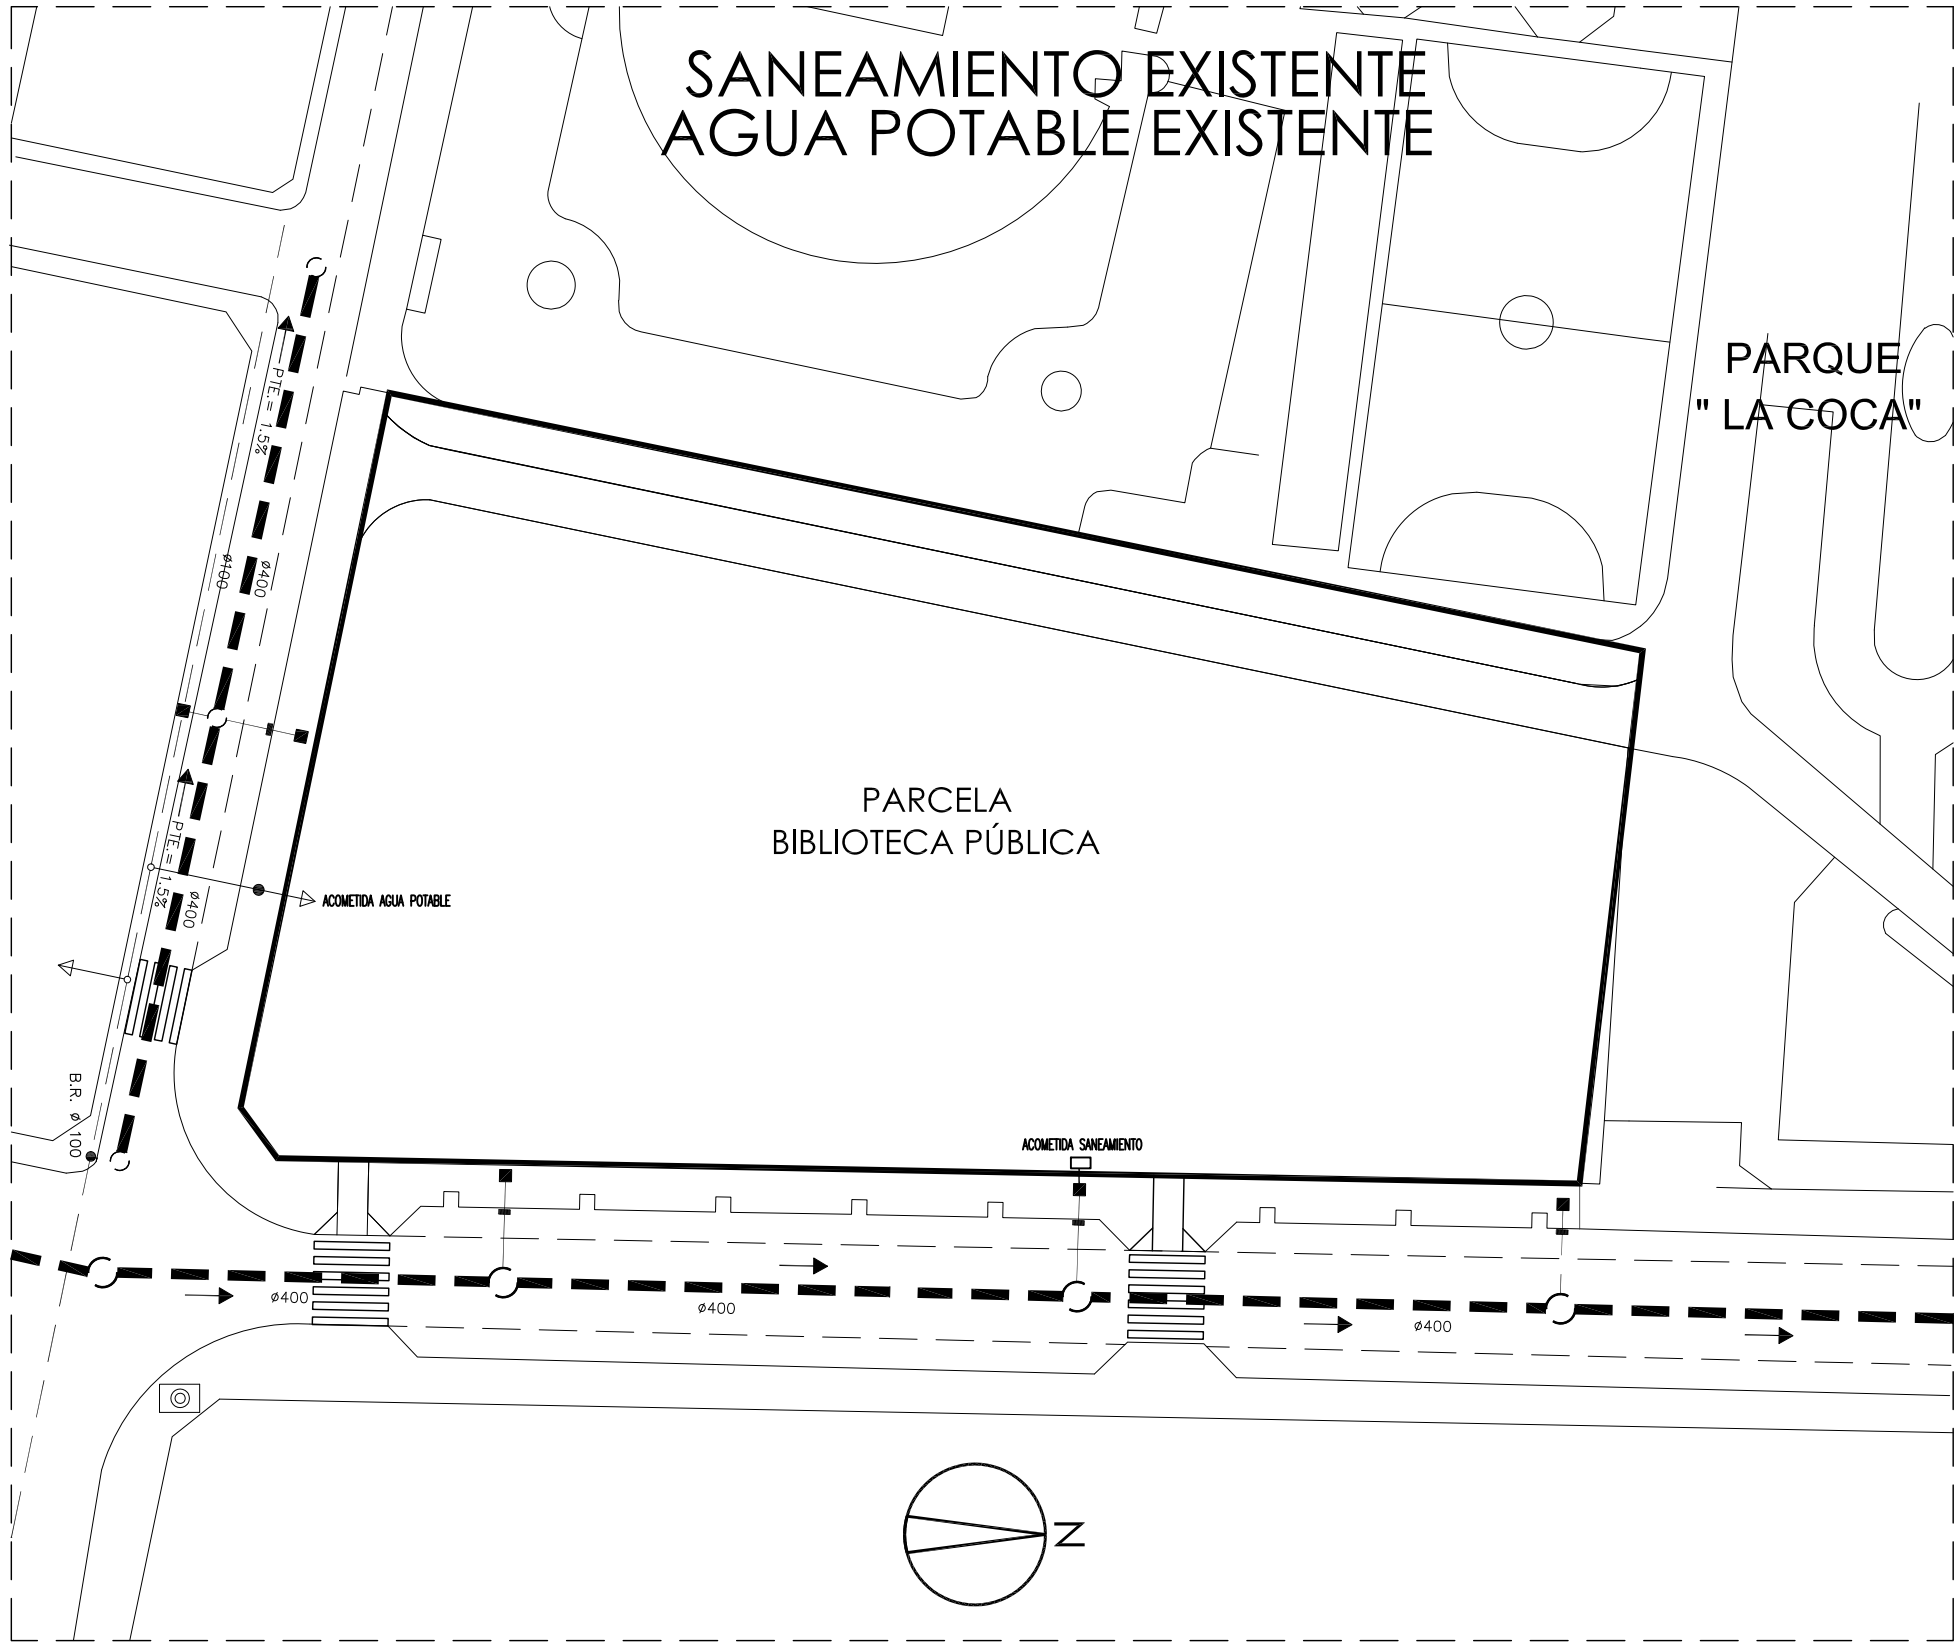 SANEAMIENTO EXISTENTE
AGUA POTABLE EXISTENTE
PARQUE
" LA COCA"
PTE.= 1.5%
ø100
ø400
PARCELA
BIBLIOTECA PÚBLICA
PTE.= 1.5%
ø400
ACOMETIDA AGUA POTABLE
B.R. ø 100
ACOMETIDA SANEAMIENTO
ø400
ø400
ø400
N